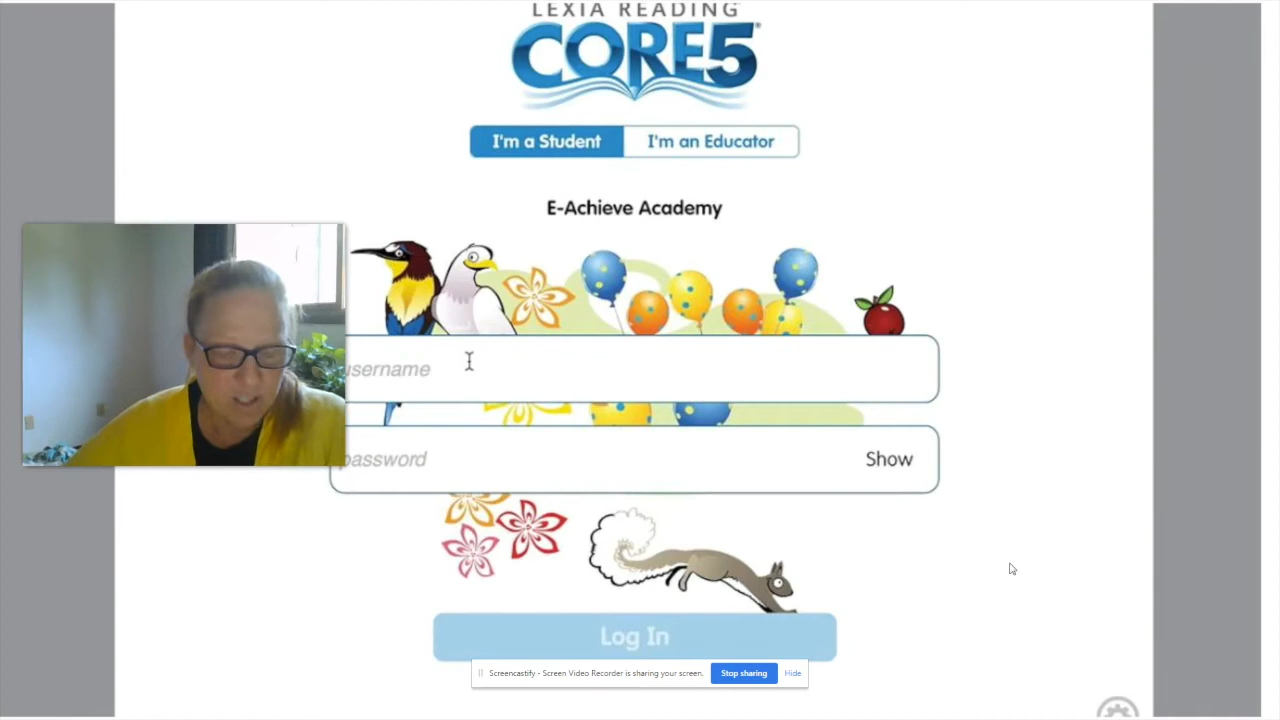 LEXIA READING
CORE5®
I'm a Student
I'm an Educator
E-Achieve Academy
username
password
Show
Log In
Screencastify - Screen Video Recorder is sharing your screen.
Stop sharing
Hide